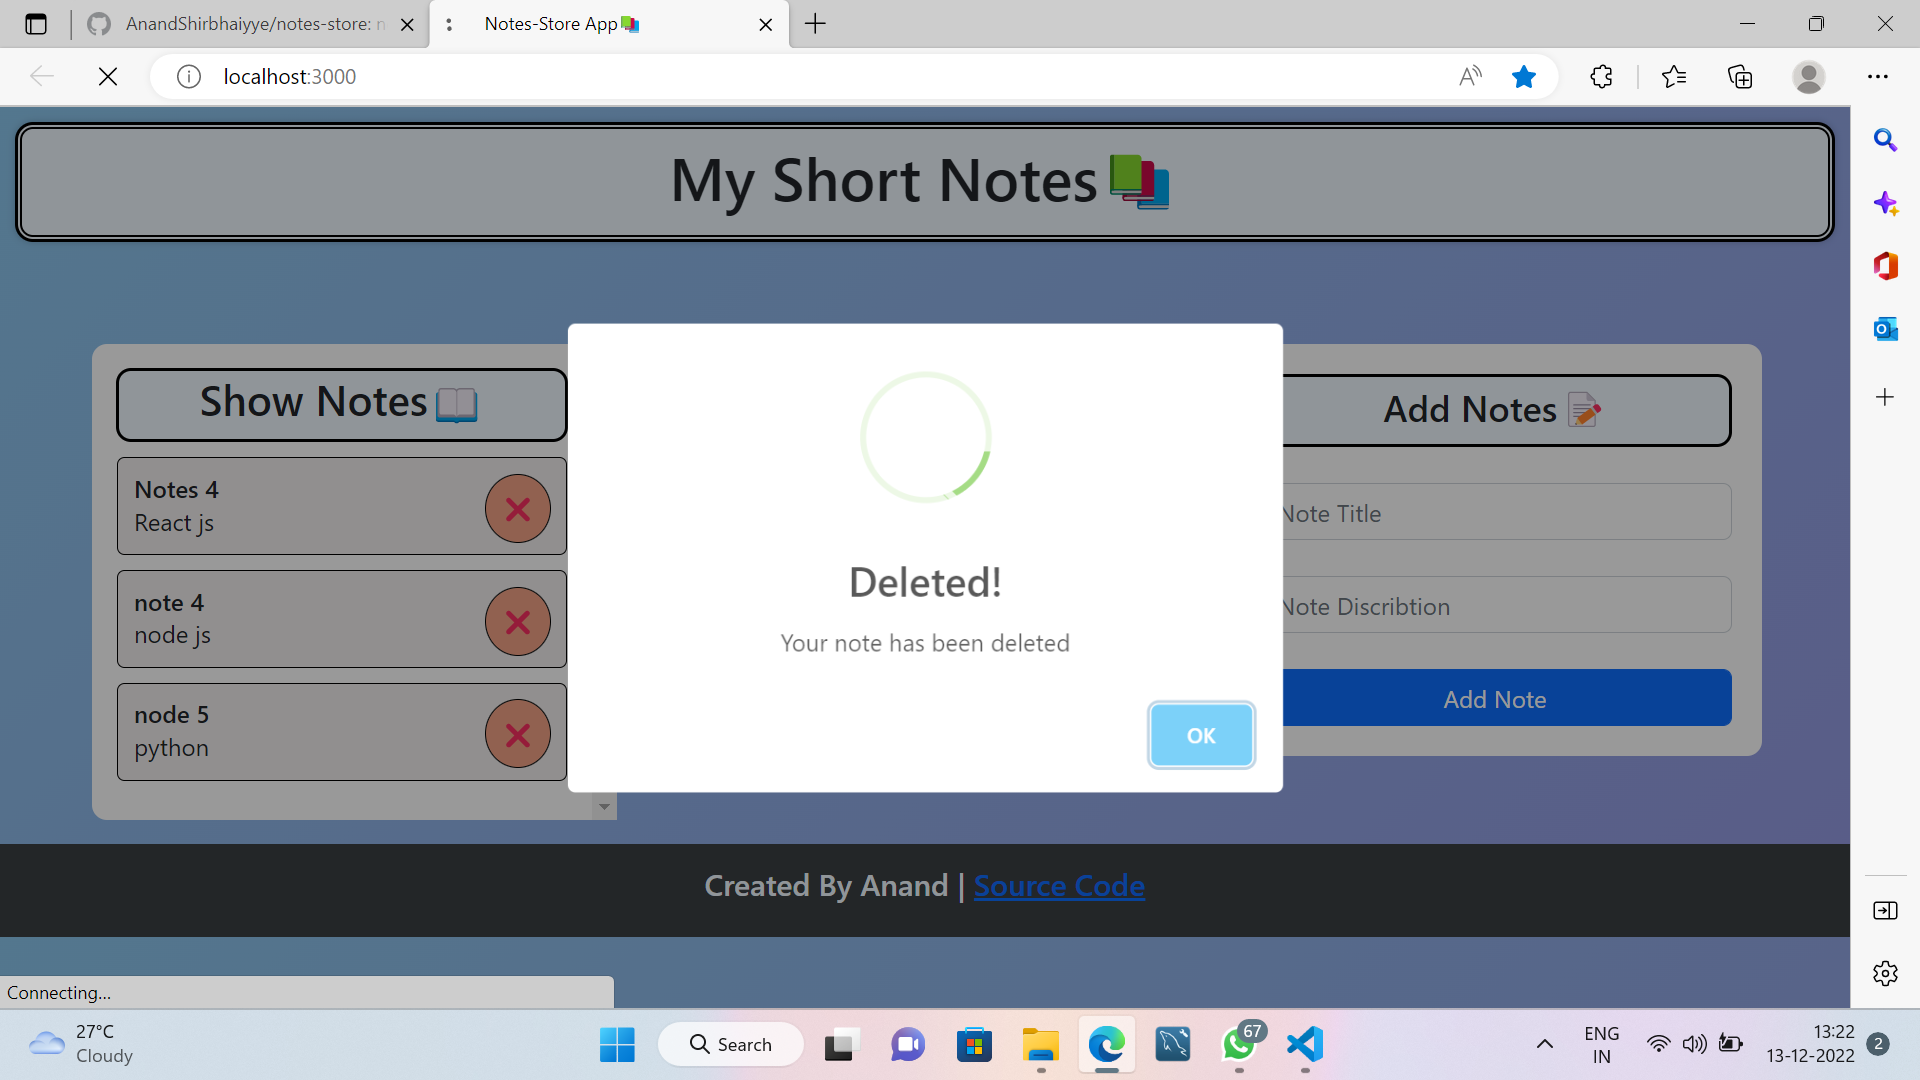 AnandShirbhaiyye/notes-store: n
Notes-Store App
localhost:3000
My Short Notes
Show Notes
Notes 4
React js
note 4
node js
node 5
python
Deleted!
Your note has been deleted
OK
Add Notes
Note Title
Note Discribtion
Add Note
Created By Anand | Source Code
Connecting...
27°C
Cloudy
Search
67
ENG
IN
13:22
13-12-2022
2